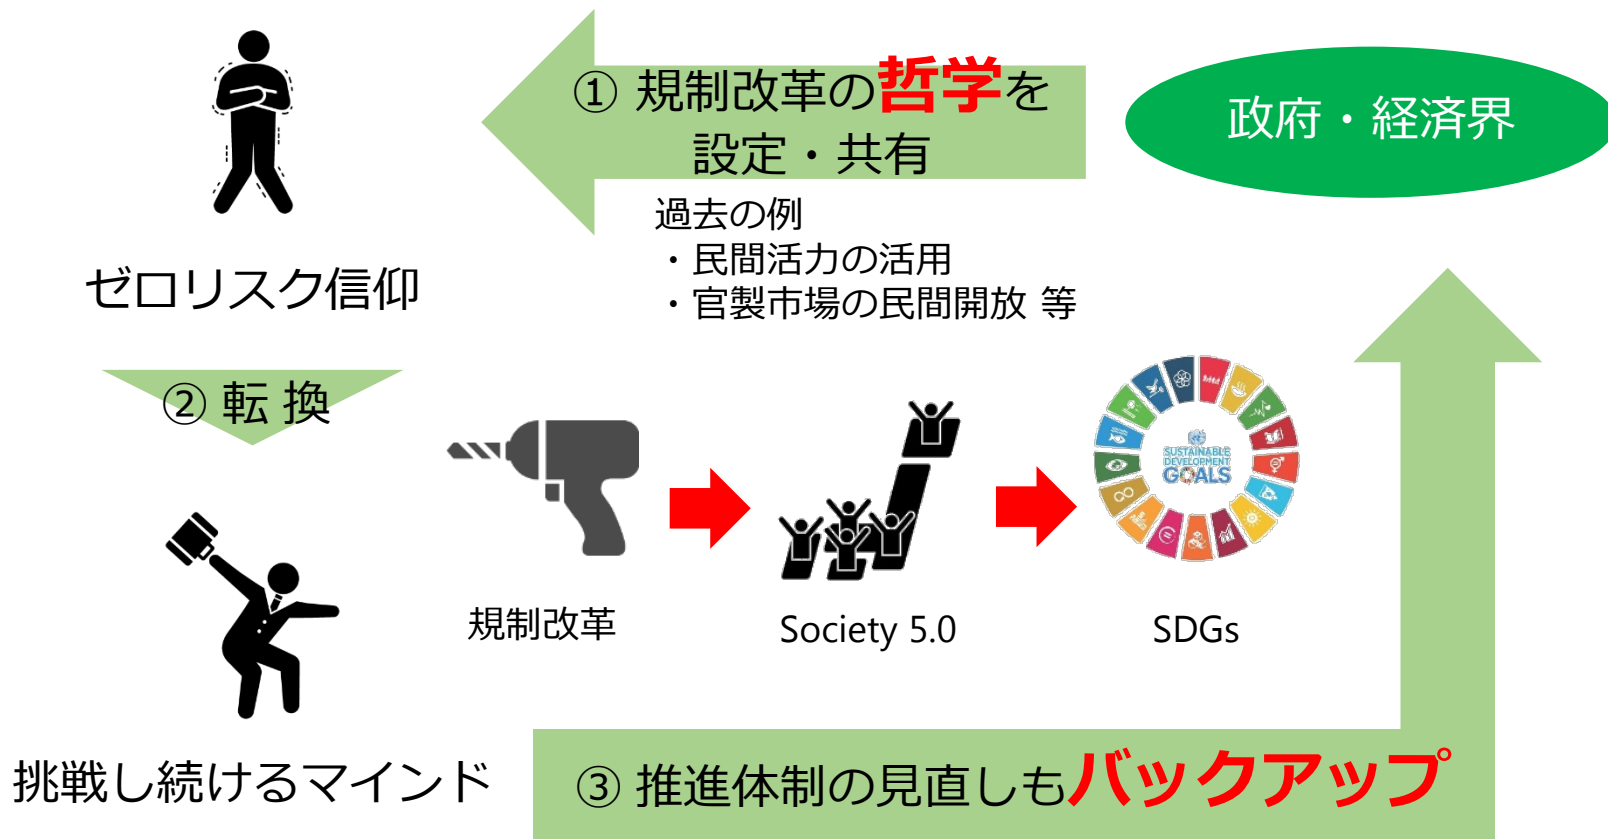 ① 規制改革の哲学を
設定・共有
政府・経済界
過去の例
・民間活力の活用
・官製市場の民間開放 等
ゼロリスク信仰
② 転 換
SUSTAINABLE
DEVELOPMENT
GOALS
規制改革
Society 5.0
SDGs
挑戦し続けるマインド
③ 推進体制の見直しもバックアップ